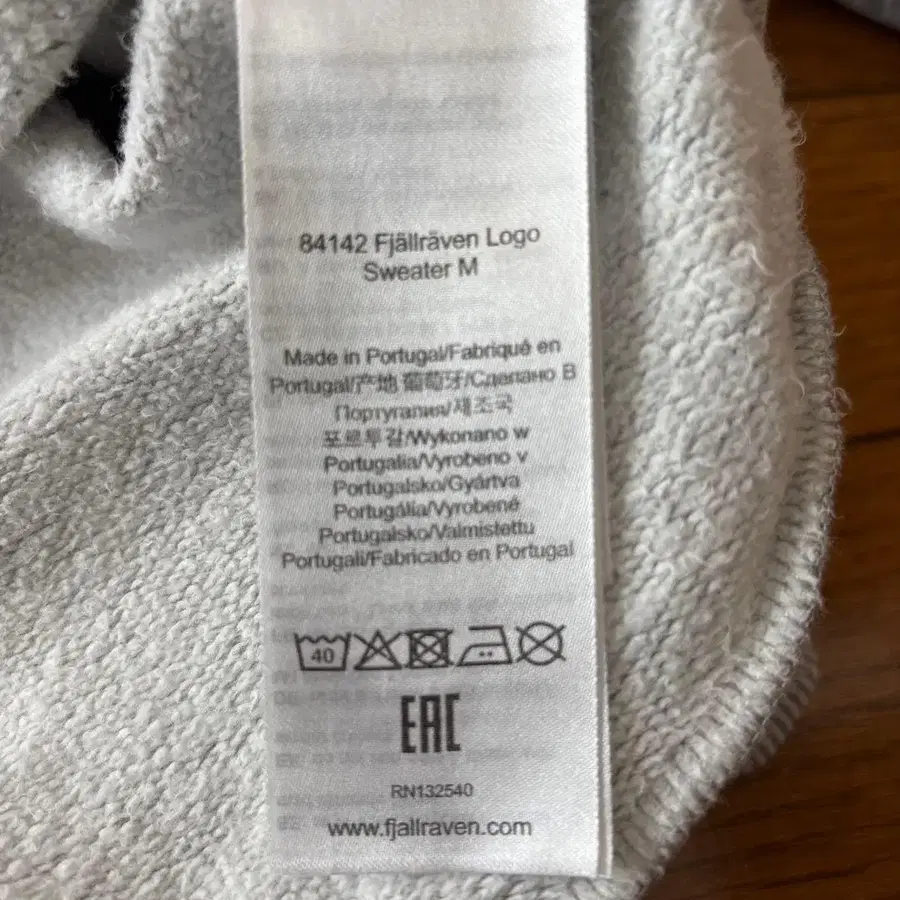 84142 Fjällräven Logo
Sweater M
Made in Portugal/Fabriqué en
Portugal/产地 葡萄牙/Сделано В
Португалии/제조국
포르투갈/Wykonano w
Portugalia/Vyrobeno v
Portugalsko/Gyártva
Portugália/Vyrobené
Portugalsko/Valmistettu
Portugali/Fabricado en Portugal
40
EAC
RN132540
www.fjallraven.com